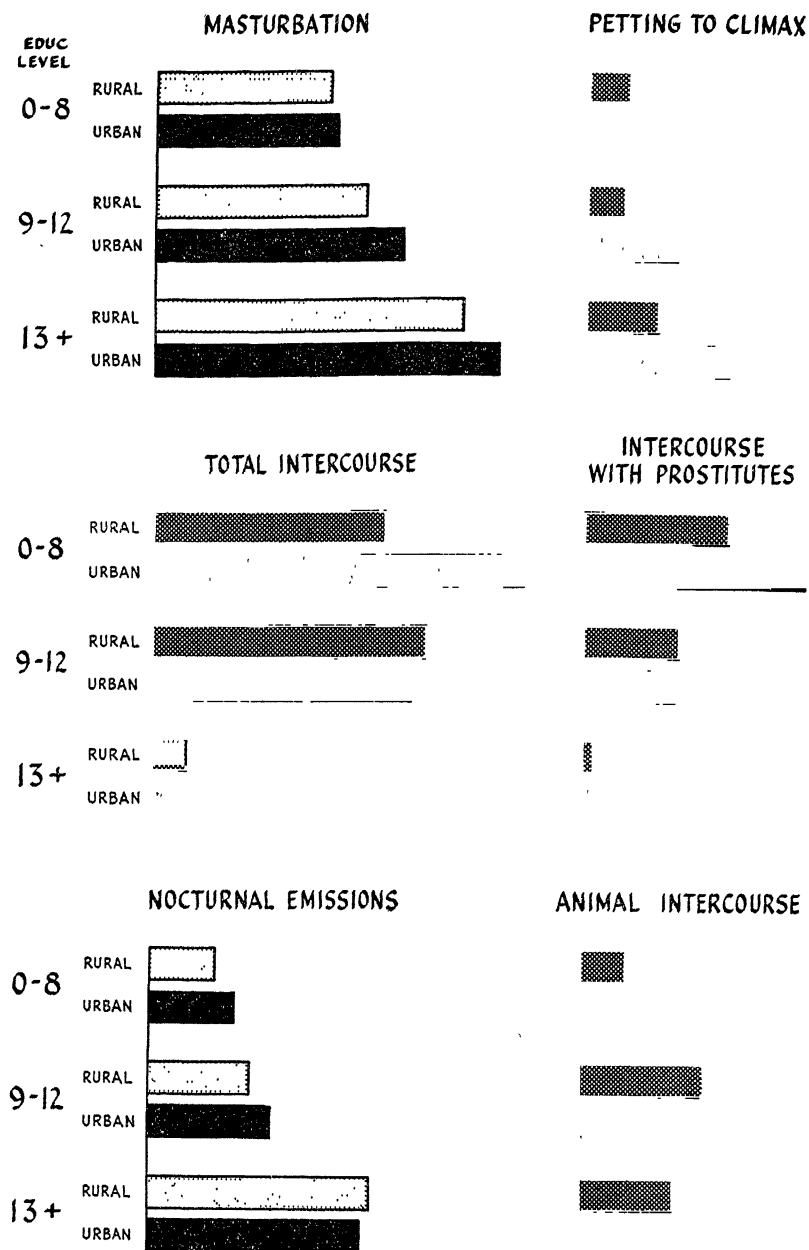 MASTURBATION
PETTING TO CLIMAX
EDUC
LEVEL
0-8
RURAL
URBAN
9-12
RURAL
URBAN
13+
RURAL
URBAN
TOTAL INTERCOURSE
INTERCOURSE
WITH PROSTITUTES
0-8
RURAL
URBAN
9-12
RURAL
URBAN
13+
RURAL
URBAN
NOCTURNAL EMISSIONS
ANIMAL INTERCOURSE
0-8
RURAL
URBAN
9-12
RURAL
URBAN
13+
RURAL
URBAN